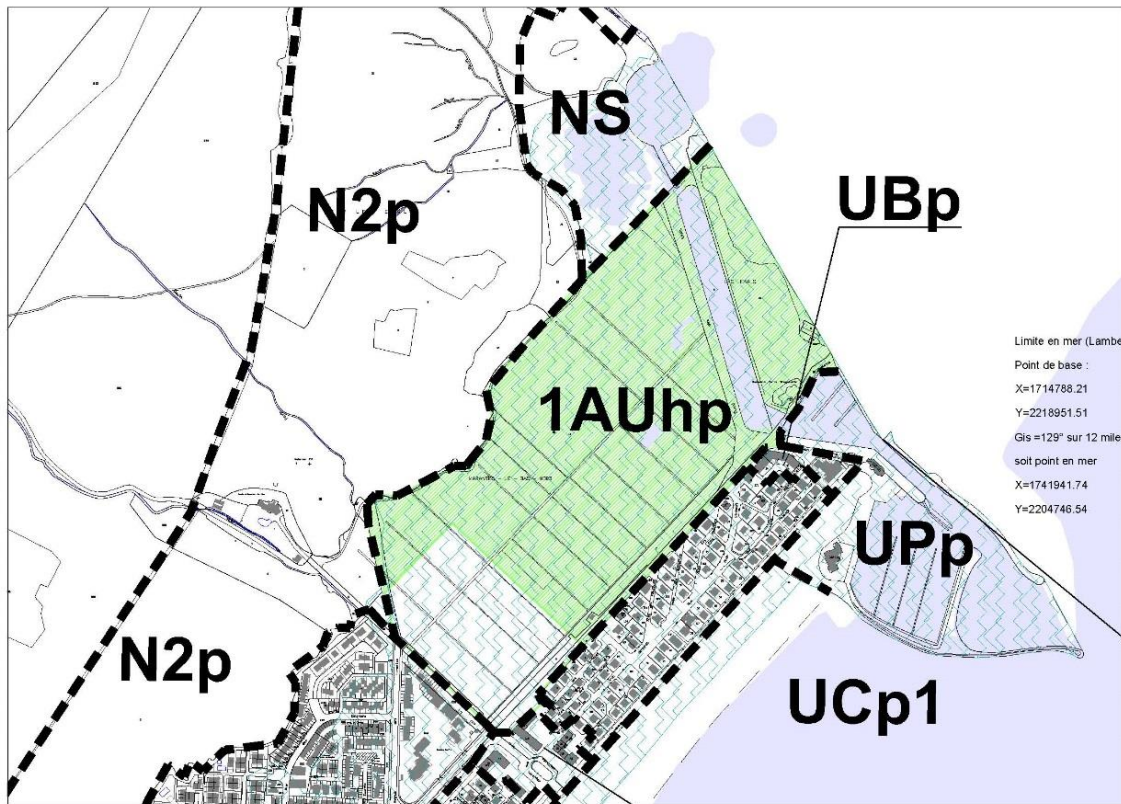 NS
N2p
UBp
Limite en mer (Lambe
Point de base :
X=1714788.21
Y=2218951.51
Gis =129° sur 12 mile
soit point en mer
X=1741941.74
Y=2204746.54
1AUhp
UPp
N2p
UCp1